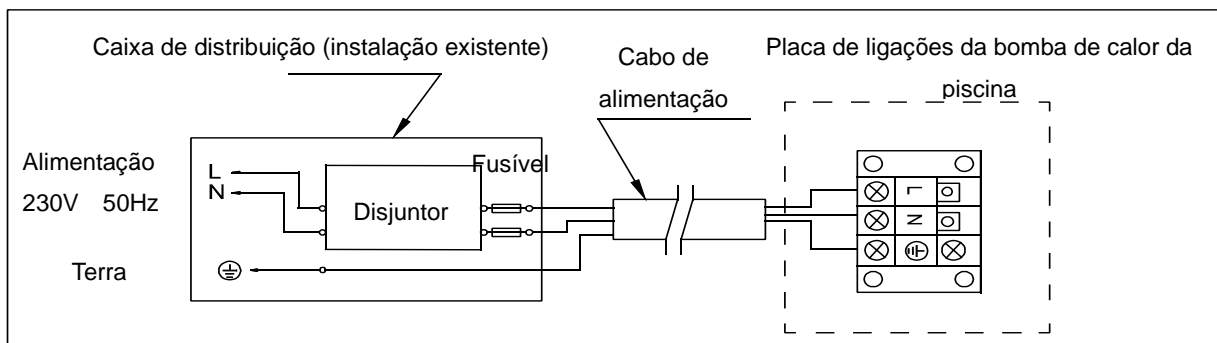 Caixa de distribuição (instalação existente)
Cabo de
alimentação
Placa de ligações da bomba de calor da
piscina
Alimentação
230V 50Hz
L
N
Disjuntor
Fusível
Terra
L
N